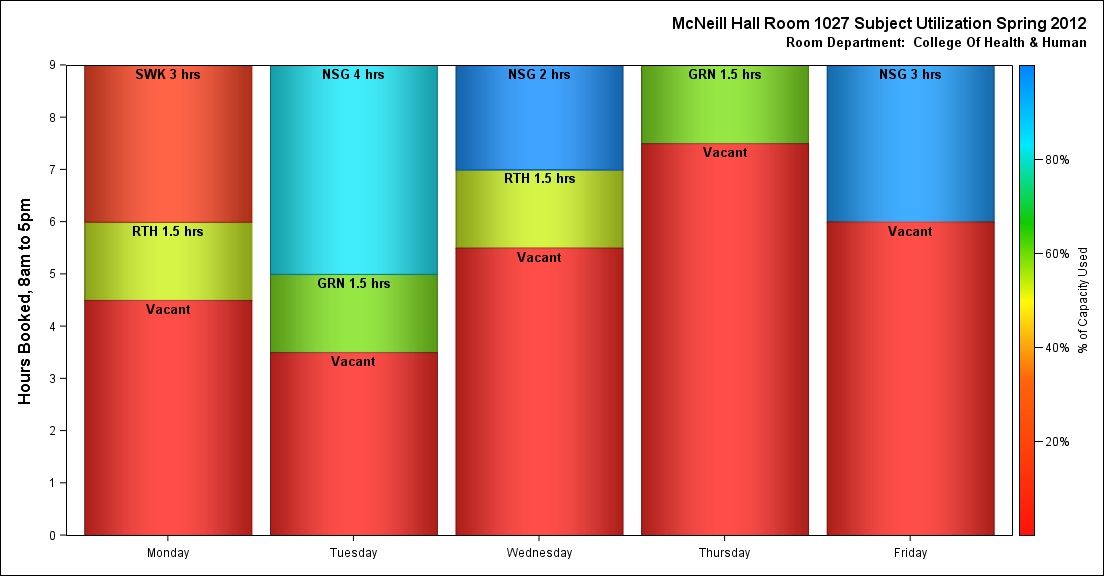 McNeill Hall Room 1027 Subject Utilization Spring 2012
Room Department:  College Of Health & Human
Hours Booked, 8am to 5pm
9
8
7
6
5
4
3
2
1
0
SWK 3 hrs
RTH 1.5 hrs
Vacant
NSG 4 hrs
GRN 1.5 hrs
Vacant
NSG 2 hrs
RTH 1.5 hrs
Vacant
GRN 1.5 hrs
Vacant
NSG 3 hrs
Vacant
Monday
Tuesday
Wednesday
Thursday
Friday
80%
60%
40%
20%
% of Capacity Used